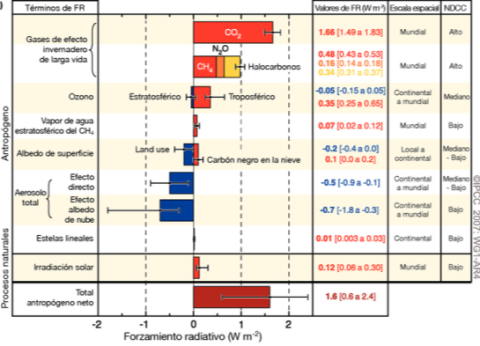 Términos de FR
Valores de FR (W m-²)
Escala espacial
NDCC
Antropógeno
Procesos naturales
Gases de efecto
invernadero
de larga vida
CO₂
1.66 [1.49 a 1.83]
Mundial
Alto
N₂O
CH₄
Halocarbonos
0.48 [0.43 a 0.53]
0.16 [0.14 a 0.18]
0.34 [0.31 a 0.37]
Mundial
Alto
Ozono
Estratosférico
Troposférico
-0.05 [-0.15 a 0.05]
0.35 [0.25 a 0.65]
Continental
a mundial
Mediano
Vapor de agua
estratosférico del CH₄
0.07 [0.02 a 0.12]
Mundial
Bajo
Albedo de superficie
Land use
Carbón negro en la nieve
-0.2 [-0.4 a 0.0]
0.1 [0.0 a 0.2]
Local a
continental
Mediano
- Bajo
Aerosolo
total
Efecto
directo
-0.5 [-0.9 a -0.1]
Continental
a mundial
Mediano
- Bajo
Efecto
albedo
de nube
-0.7 [-1.8 a -0.3]
Continental
a mundial
Bajo
Estelas lineales
0.01 [0.003 a 0.03]
Continental
Bajo
Irradiación solar
0.12 [0.06 a 0.30]
Mundial
Bajo
Total
antropógeno neto
1.6 [0.6 a 2.4]
-2 -1 0 1 2
Forzamiento radiativo (W m-²)
©IPCC 2007: WG1-AR4